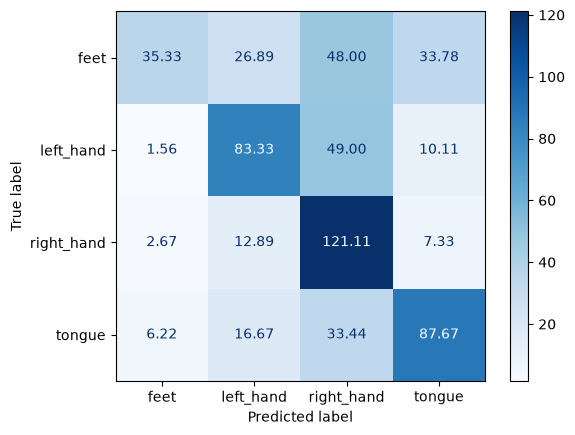 feet 35.33 26.89 48.00 33.78
left_hand 1.56 83.33 49.00 10.11
right_hand 2.67 12.89 121.11 7.33
tongue 6.22 16.67 33.44 87.67
feet left_hand right_hand tongue
Predicted label
True label
120
100
80
60
40
20